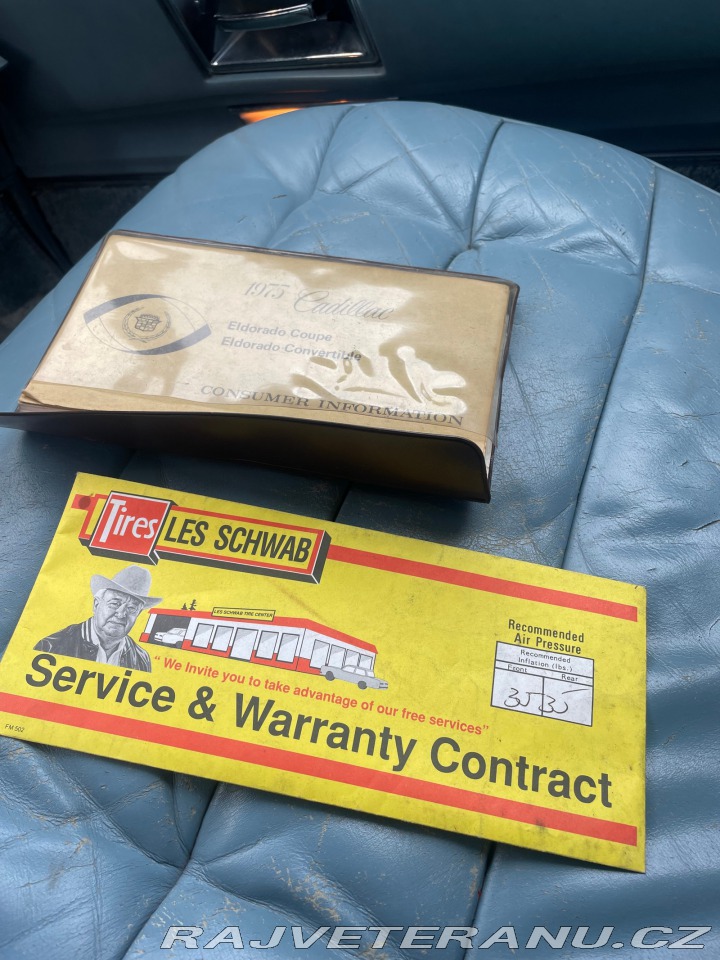 1975 Cadillac
Eldorado Coupe
Eldorado Convertible
CONSUMER INFORMATION
Tires LES SCHWAB
LES SCHWAB TIRE CENTER
"We Invite you to take advantage of our free services"
Service & Warranty Contract
FM 502
Recommended
Air Pressure
Recommended
Inflation (lbs.)
Front Rear
35 35
RAJVETERANU.CZ